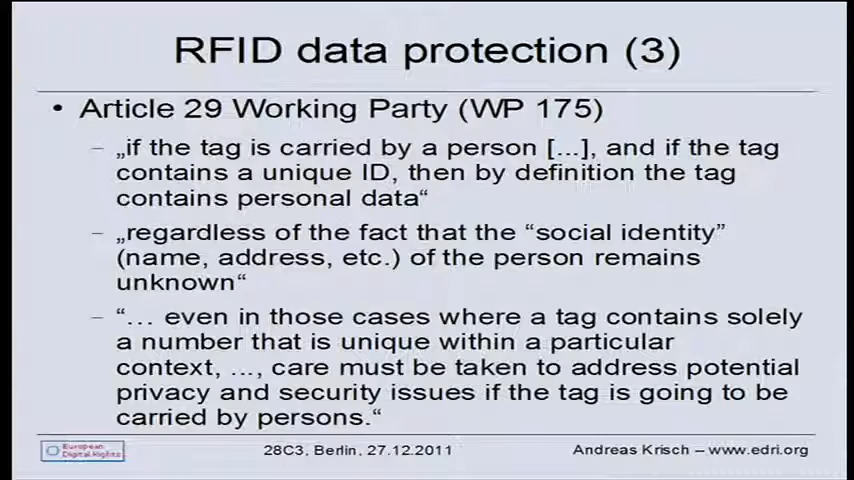 RFID data protection (3)
• Article 29 Working Party (WP 175)
– „if the tag is carried by a person [...], and if the tag
contains a unique ID, then by definition the tag
contains personal data“
– „regardless of the fact that the “social identity”
(name, address, etc.) of the person remains
unknown“
– “... even in those cases where a tag contains solely
a number that is unique within a particular
context, ..., care must be taken to address potential
privacy and security issues if the tag is going to be
carried by persons.“
European
Digital Rights
28C3, Berlin, 27.12.2011
Andreas Krisch – www.edri.org